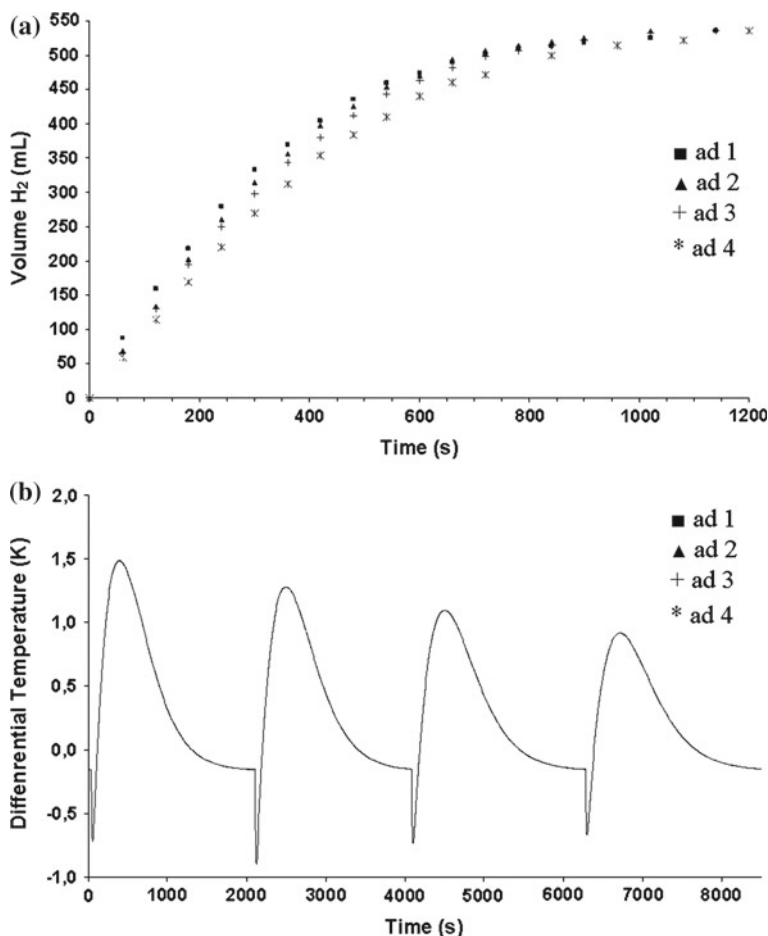 (a)
550
500
450
400
350
300
250
200
150
100
50
0
Volume H₂ (mL)
■ ad 1
▲ ad 2
+ ad 3
* ad 4
0 200 400 600 800 1000 1200
Time (s)
(b)
2,0
1,5
1,0
0,5
0,0
-0,5
-1,0
Diffenrential Temperature (K)
■ ad 1
▲ ad 2
+ ad 3
* ad 4
0 1000 2000 3000 4000 5000 6000 7000 8000
Time (s)